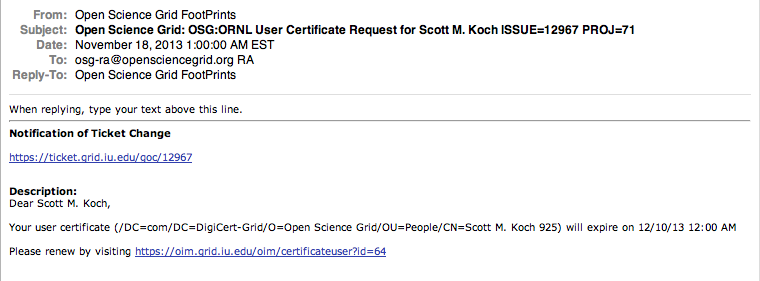 From: Open Science Grid FootPrints
Subject: Open Science Grid: OSG:ORNL User Certificate Request for Scott M. Koch ISSUE=12967 PROJ=71
Date: November 18, 2013 1:00:00 AM EST
To: osg-ra@opensciencegrid.org RA
Reply-To: Open Science Grid FootPrints
When replying, type your text above this line.
Notification of Ticket Change
https://ticket.grid.iu.edu/goc/12967
Description:
Dear Scott M. Koch,
Your user certificate (/DC=com/DC=DigiCert-Grid/O=Open Science Grid/OU=People/CN=Scott M. Koch 925) will expire on 12/10/13 12:00 AM
Please renew by visiting https://oim.grid.iu.edu/oim/certificateuser?id=64